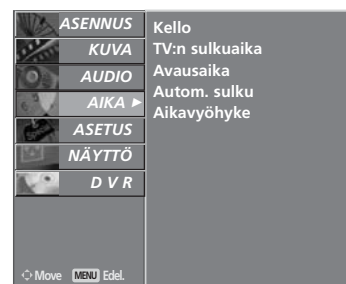 ASENNUS
KUVA
AUDIO
AIKA ►
ASETUS
NÄYTTÖ
D V R
Move MENU Edel.
Kello
TV:n sulkuaika
Avausaika
Autom. sulku
Aikavyöhyke